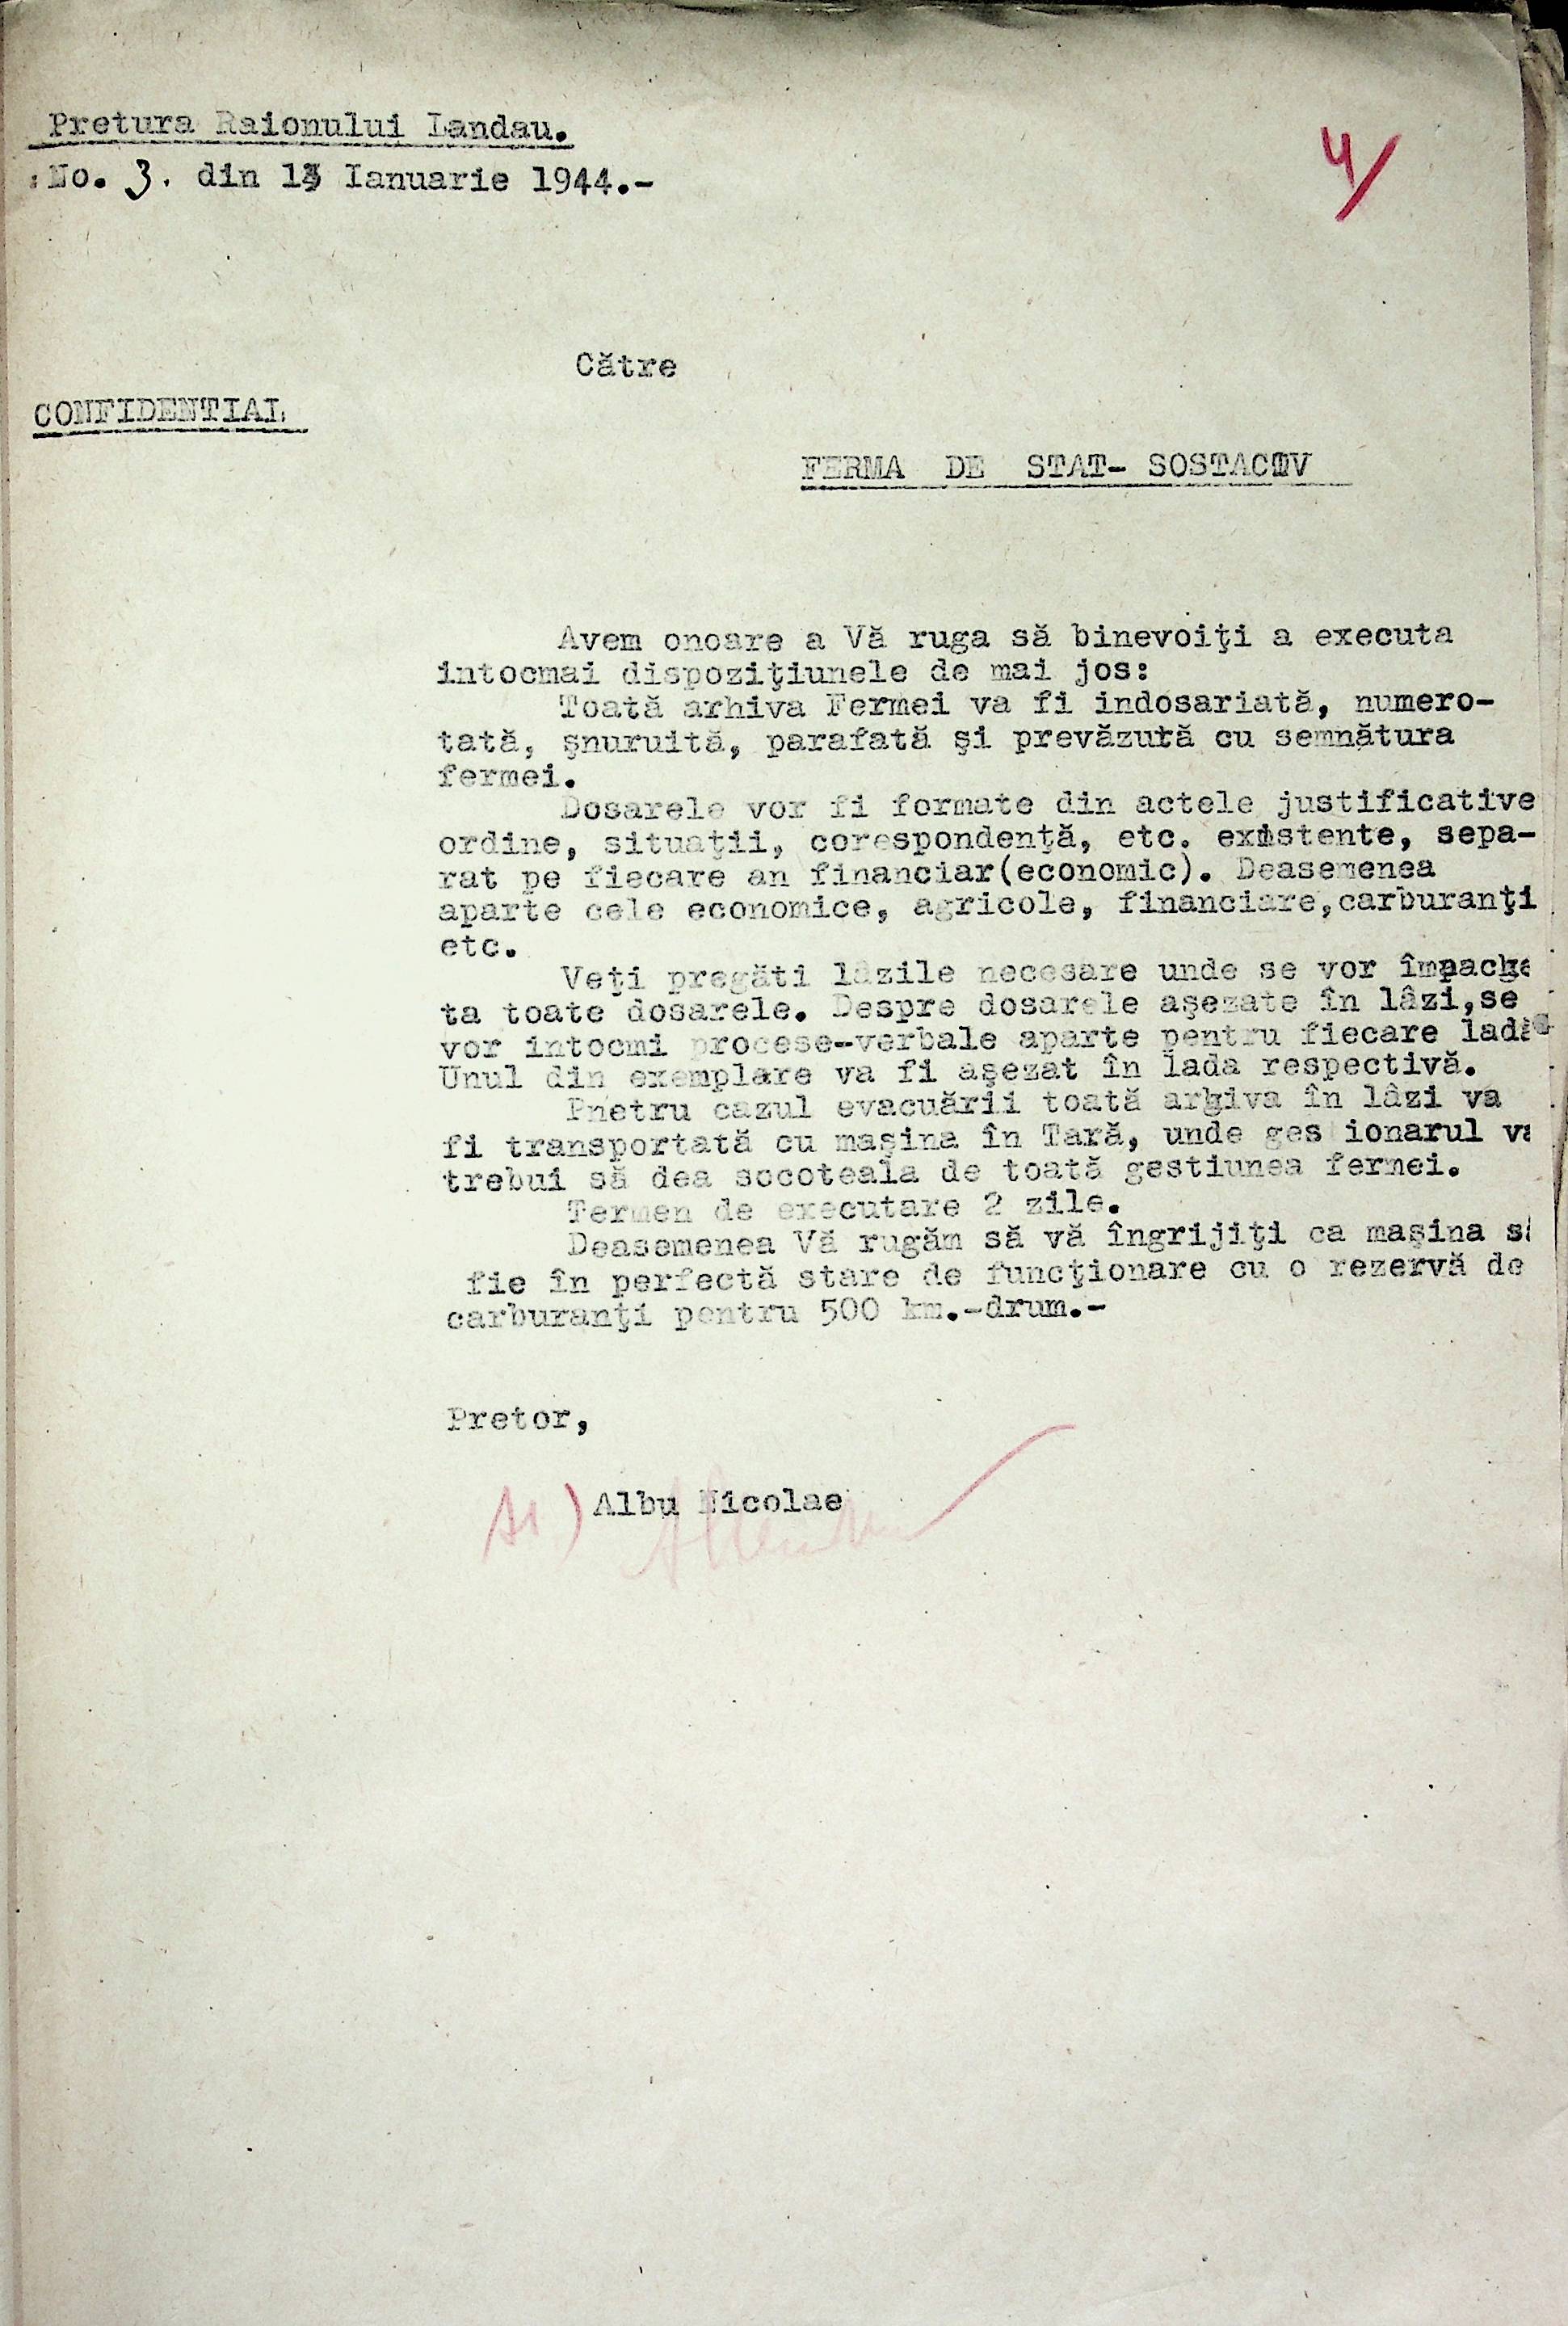 Pretura Raionului Landau.
No. 3. din 13 Ianuarie 1944.-
4/
Către
CONFIDENTIAL
FERMA DE STAT- SOSTACOV
Avem onoare a Vă ruga să binevoiţi a executa
intocmai dispoziţiunele de mai jos:
Toată arhiva Fermei va fi indosariată, numero-
tată, şnuruită, parafată şi prevăzută cu semnătura
fermei.
Dosarele vor fi formate din actele justificative
ordine, situaţii, corespondenţă, etc. existente, sepa-
rat pe fiecare an financiar(economic). Deasemenea
aparte cele economice, agricole, financiare,carburanţi
etc.
Veţi pregăti lăzile necesare unde se vor împache
ta toate dosarele. Despre dosarele aşezate în lâzi,se
vor intocmi procese-verbale aparte pentru fiecare ladă
Unul din exemplare va fi aşezat în lada respectivă.
Pnetru cazul evacuării toată arhiva în lâzi va
fi transportată cu maşina în Tară, unde gestionarul va
trebui să dea socoteala de toată gestiunea fermei.
Termen de executare 2 zile.
Deasemenea Vă rugăm să vă îngrijiţi ca maşina să
fie în perfectă stare de funcţionare cu o rezervă de
carburanţi pentru 500 km.-drum.-
Pretor,
Albu Nicolae